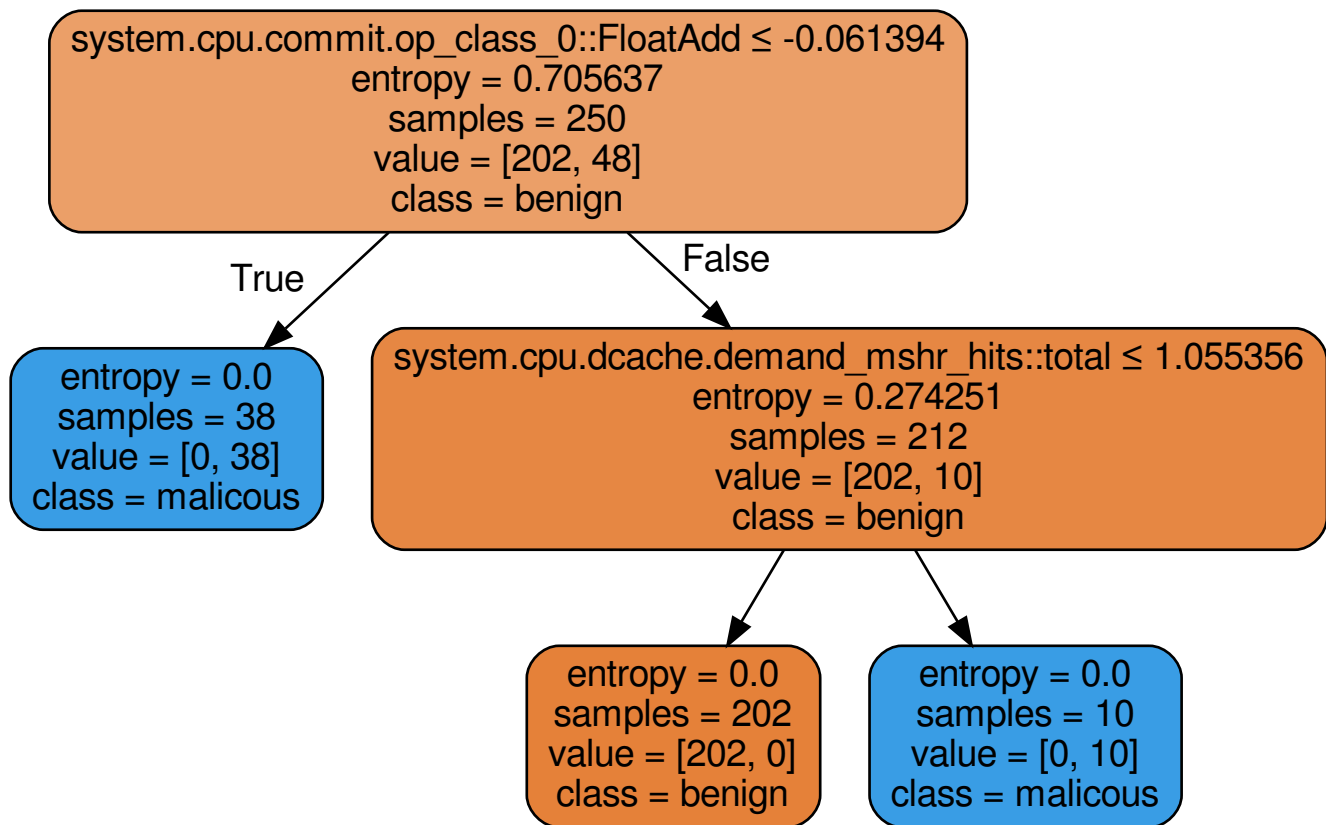 system.cpu.commit.op_class_0::FloatAdd ≤ -0.061394
entropy = 0.705637
samples = 250
value = [202, 48]
class = benign
True
False
entropy = 0.0
samples = 38
value = [0, 38]
class = malicous
system.cpu.dcache.demand_mshr_hits::total ≤ 1.055356
entropy = 0.274251
samples = 212
value = [202, 10]
class = benign
entropy = 0.0
samples = 202
value = [202, 0]
class = benign
entropy = 0.0
samples = 10
value = [0, 10]
class = malicous